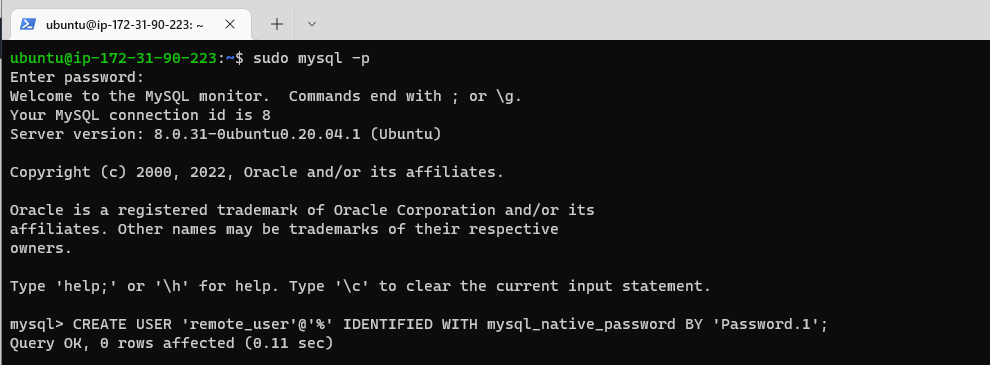 ubuntu@ip-172-31-90-223: ~
ubuntu@ip-172-31-90-223:~$ sudo mysql -p
Enter password:
Welcome to the MySQL monitor.  Commands end with ; or \g.
Your MySQL connection id is 8
Server version: 8.0.31-0ubuntu0.20.04.1 (Ubuntu)
Copyright (c) 2000, 2022, Oracle and/or its affiliates.
Oracle is a registered trademark of Oracle Corporation and/or its
affiliates. Other names may be trademarks of their respective
owners.
Type 'help;' or '\h' for help. Type '\c' to clear the current input statement.
mysql> CREATE USER 'remote_user'@'%' IDENTIFIED WITH mysql_native_password BY 'Password.1';
Query OK, 0 rows affected (0.11 sec)